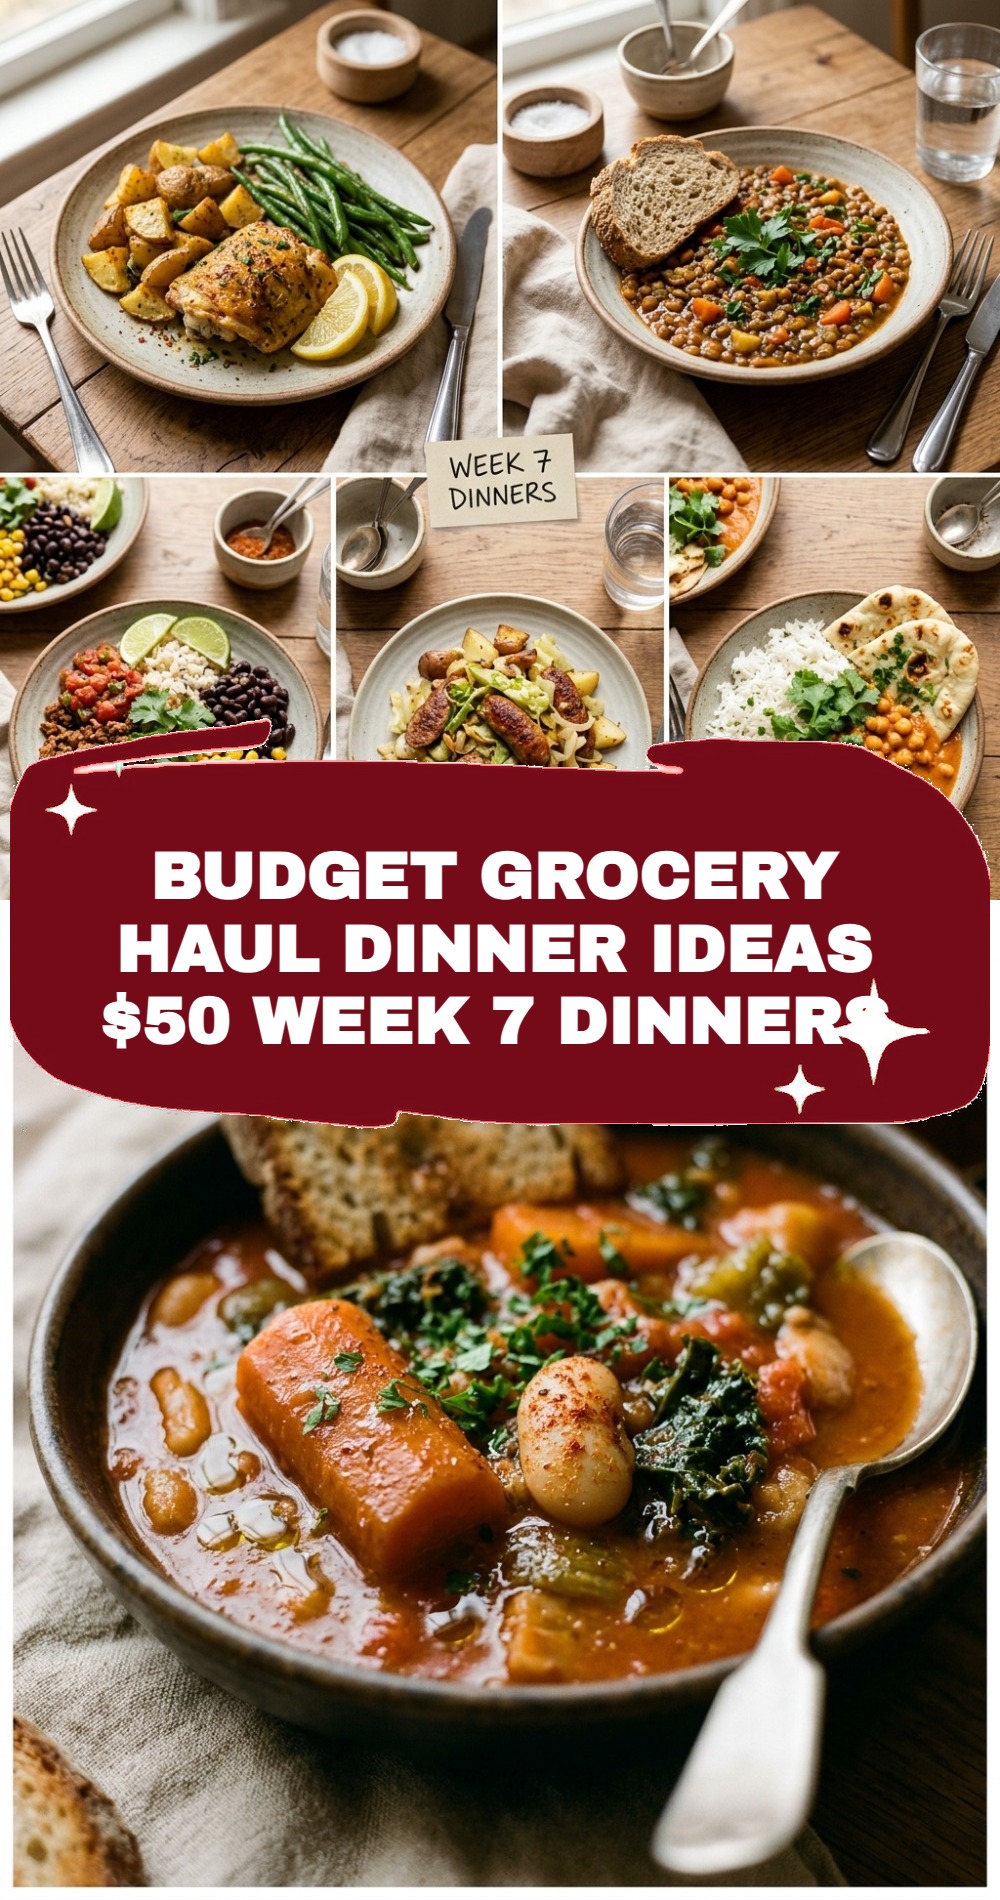 WEEK 7
DINNERS
BUDGET GROCERY
HAUL DINNER IDEAS
$50 WEEK 7 DINNERS